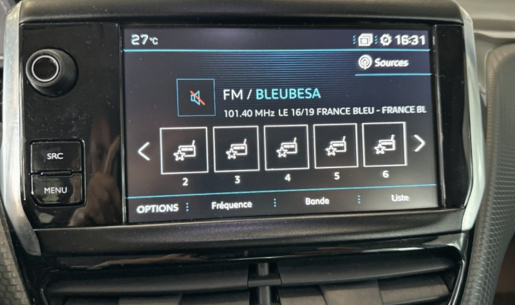 27°C 16:31
Sources
FM / BLEUBESA
101.40 MHz LE 16/19 FRANCE BLEU - FRANCE BL
SRC
MENU
2 3 4 5 6
OPTIONS Fréquence Bande Liste